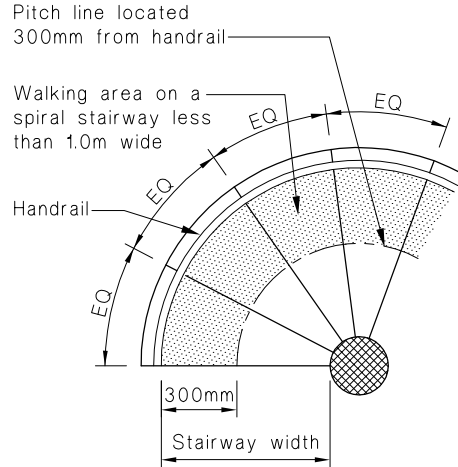 Pitch line located
300mm from handrail
Walking area on a
spiral stairway less
than 1.0m wide
EQ
EQ
EQ
Handrail
EQ
300mm
Stairway width